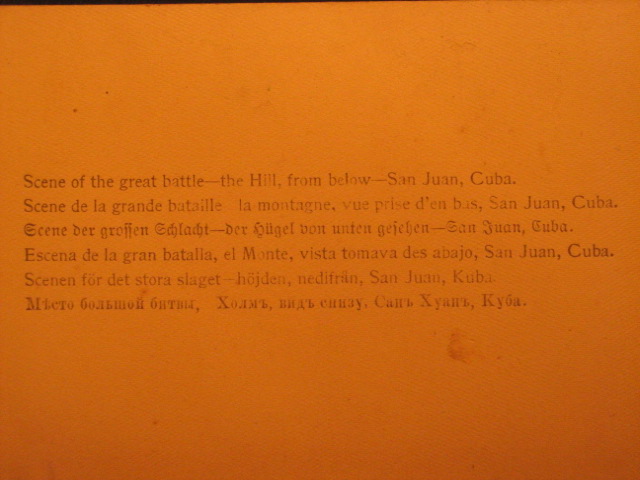 Scene of the great battle—the Hill, from below—San Juan, Cuba.
Scene de la grande bataille la montagne, vue prise d'en bas, San Juan, Cuba.
Scene der groſſen Schlacht—der Hügel von unten geſehen—San Juan, Cuba.
Escena de la gran batalla, el Monte, vista tomava des abajo, San Juan, Cuba.
Scenen för det stora slaget—höjden, nedifrån, San Juan, Kuba.
Мѣсто большой битвы, Холмъ, видъ снизу, Санъ Хуанъ, Куба.